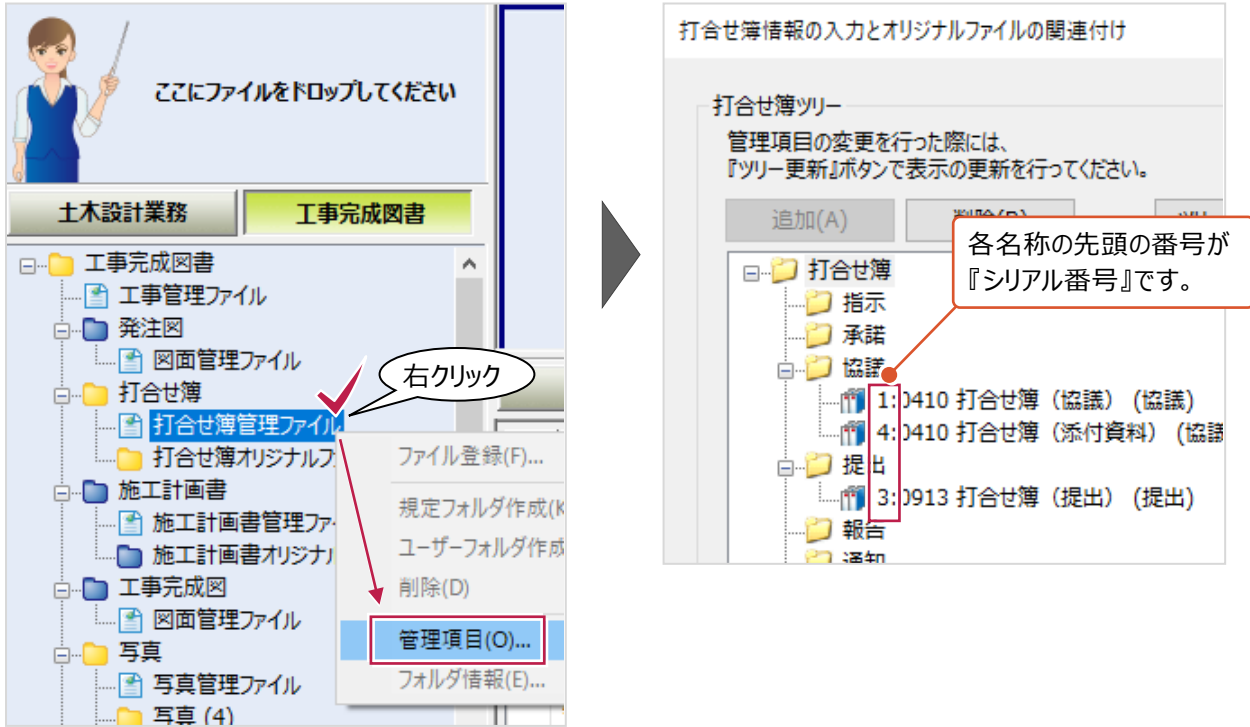 ここにファイルをドロップしてください
土木設計業務
工事完成図書
工事完成図書
工事管理ファイル
発注図
図面管理ファイル
打合せ簿
打合せ簿管理ファイル
打合せ簿オリジナルフ
施工計画書
施工計画書管理ファ
施工計画書オリジナル
工事完成図
図面管理ファイル
写真
写真管理ファイル
写真 (4)
右クリック
ファイル登録(F)...
規定フォルダ作成(K
ユーザーフォルダ作成
削除(D)
管理項目(O)...
フォルダ情報(E)...
打合せ簿情報の入力とオリジナルファイルの関連付け
打合せ簿ツリー
管理項目の変更を行った際には、
『ツリー更新』ボタンで表示の更新を行ってください。
追加(A)
各名称の先頭の番号が
『シリアル番号』です。
打合せ簿
指示
承諾
協議
1:0410 打合せ簿（協議） (協議)
4:0410 打合せ簿（添付資料） (協議
提出
3:0913 打合せ簿（提出） (提出)
報告
通知